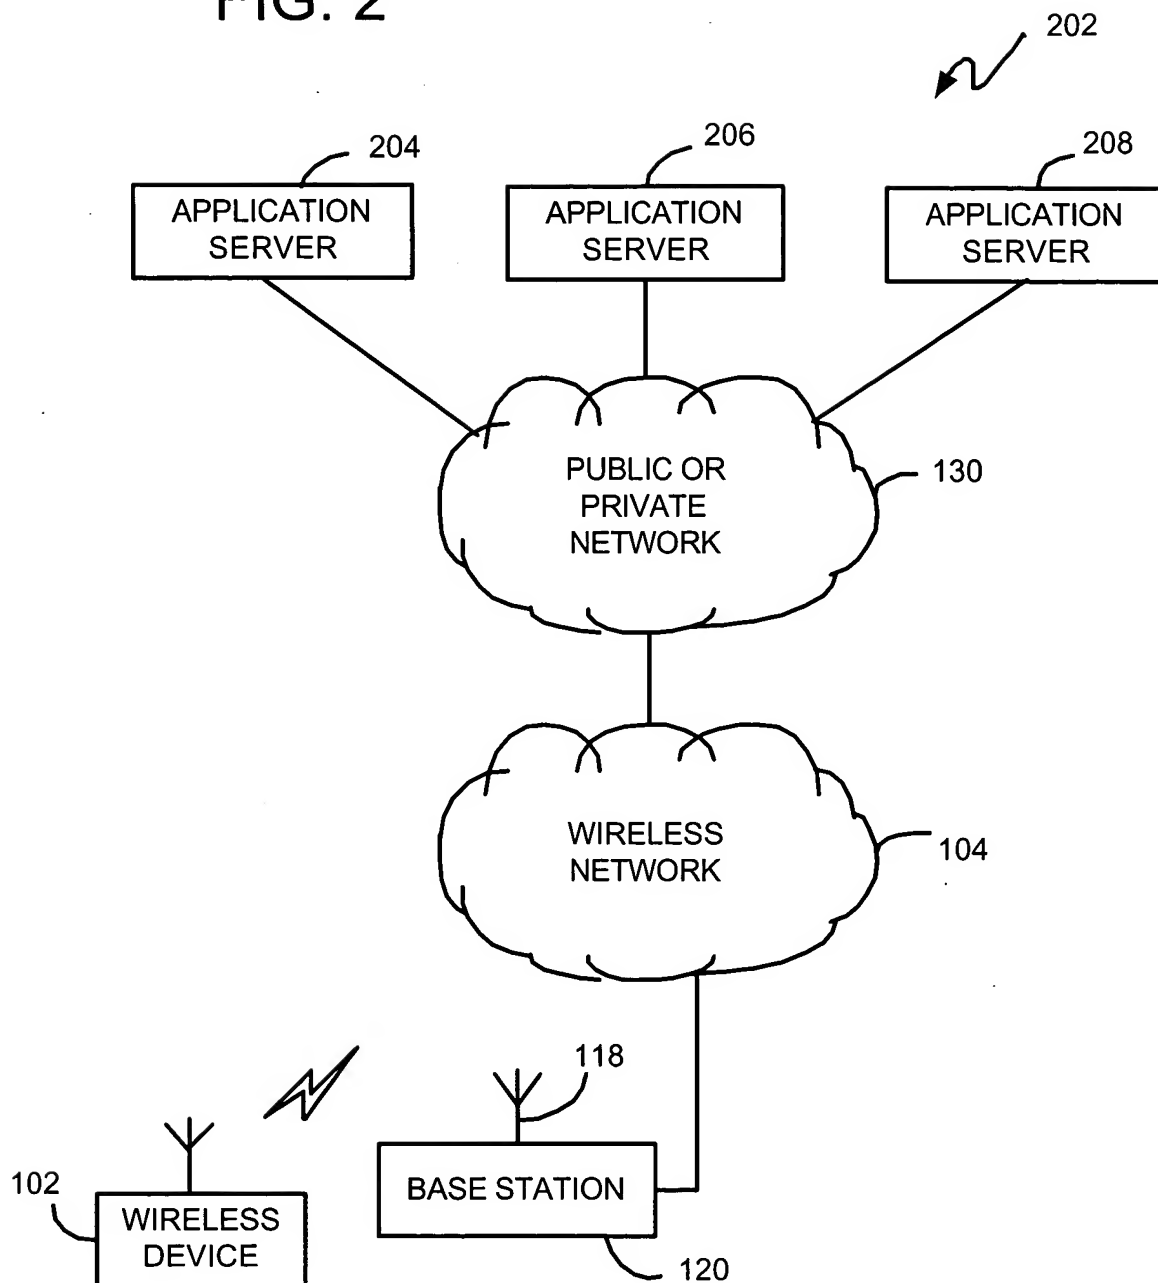 FIG. 2
202
204
206
208
APPLICATION
SERVER
APPLICATION
SERVER
APPLICATION
SERVER
PUBLIC OR
PRIVATE
NETWORK
130
WIRELESS
NETWORK
104
118
102
BASE STATION
WIRELESS
DEVICE
120